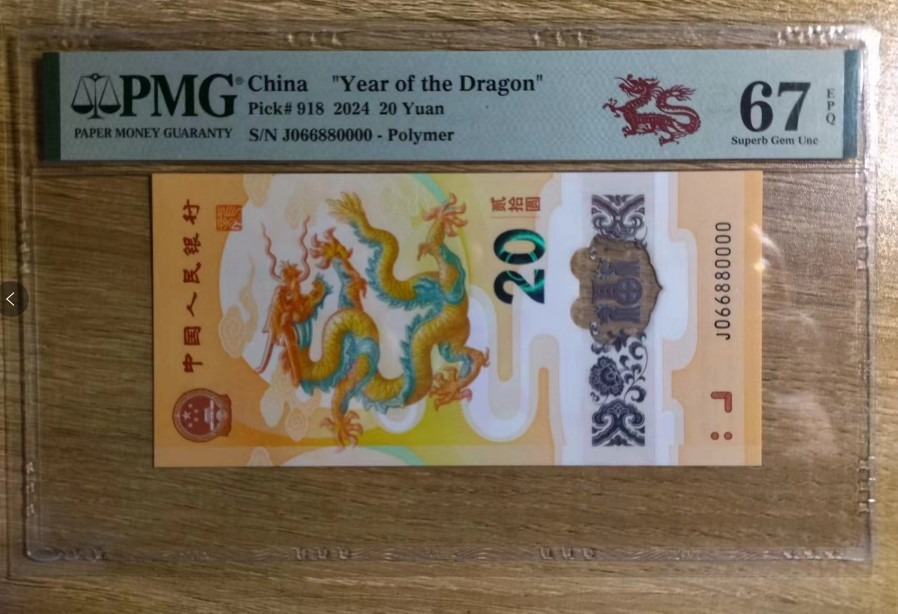 PMG®
PAPER MONEY GUARANTY
China "Year of the Dragon"
Pick# 918 2024 20 Yuan
S/N J066880000 - Polymer
67
EPQ
Superb Gem Unc
中国人民银行
贰拾圆
20
J066880000